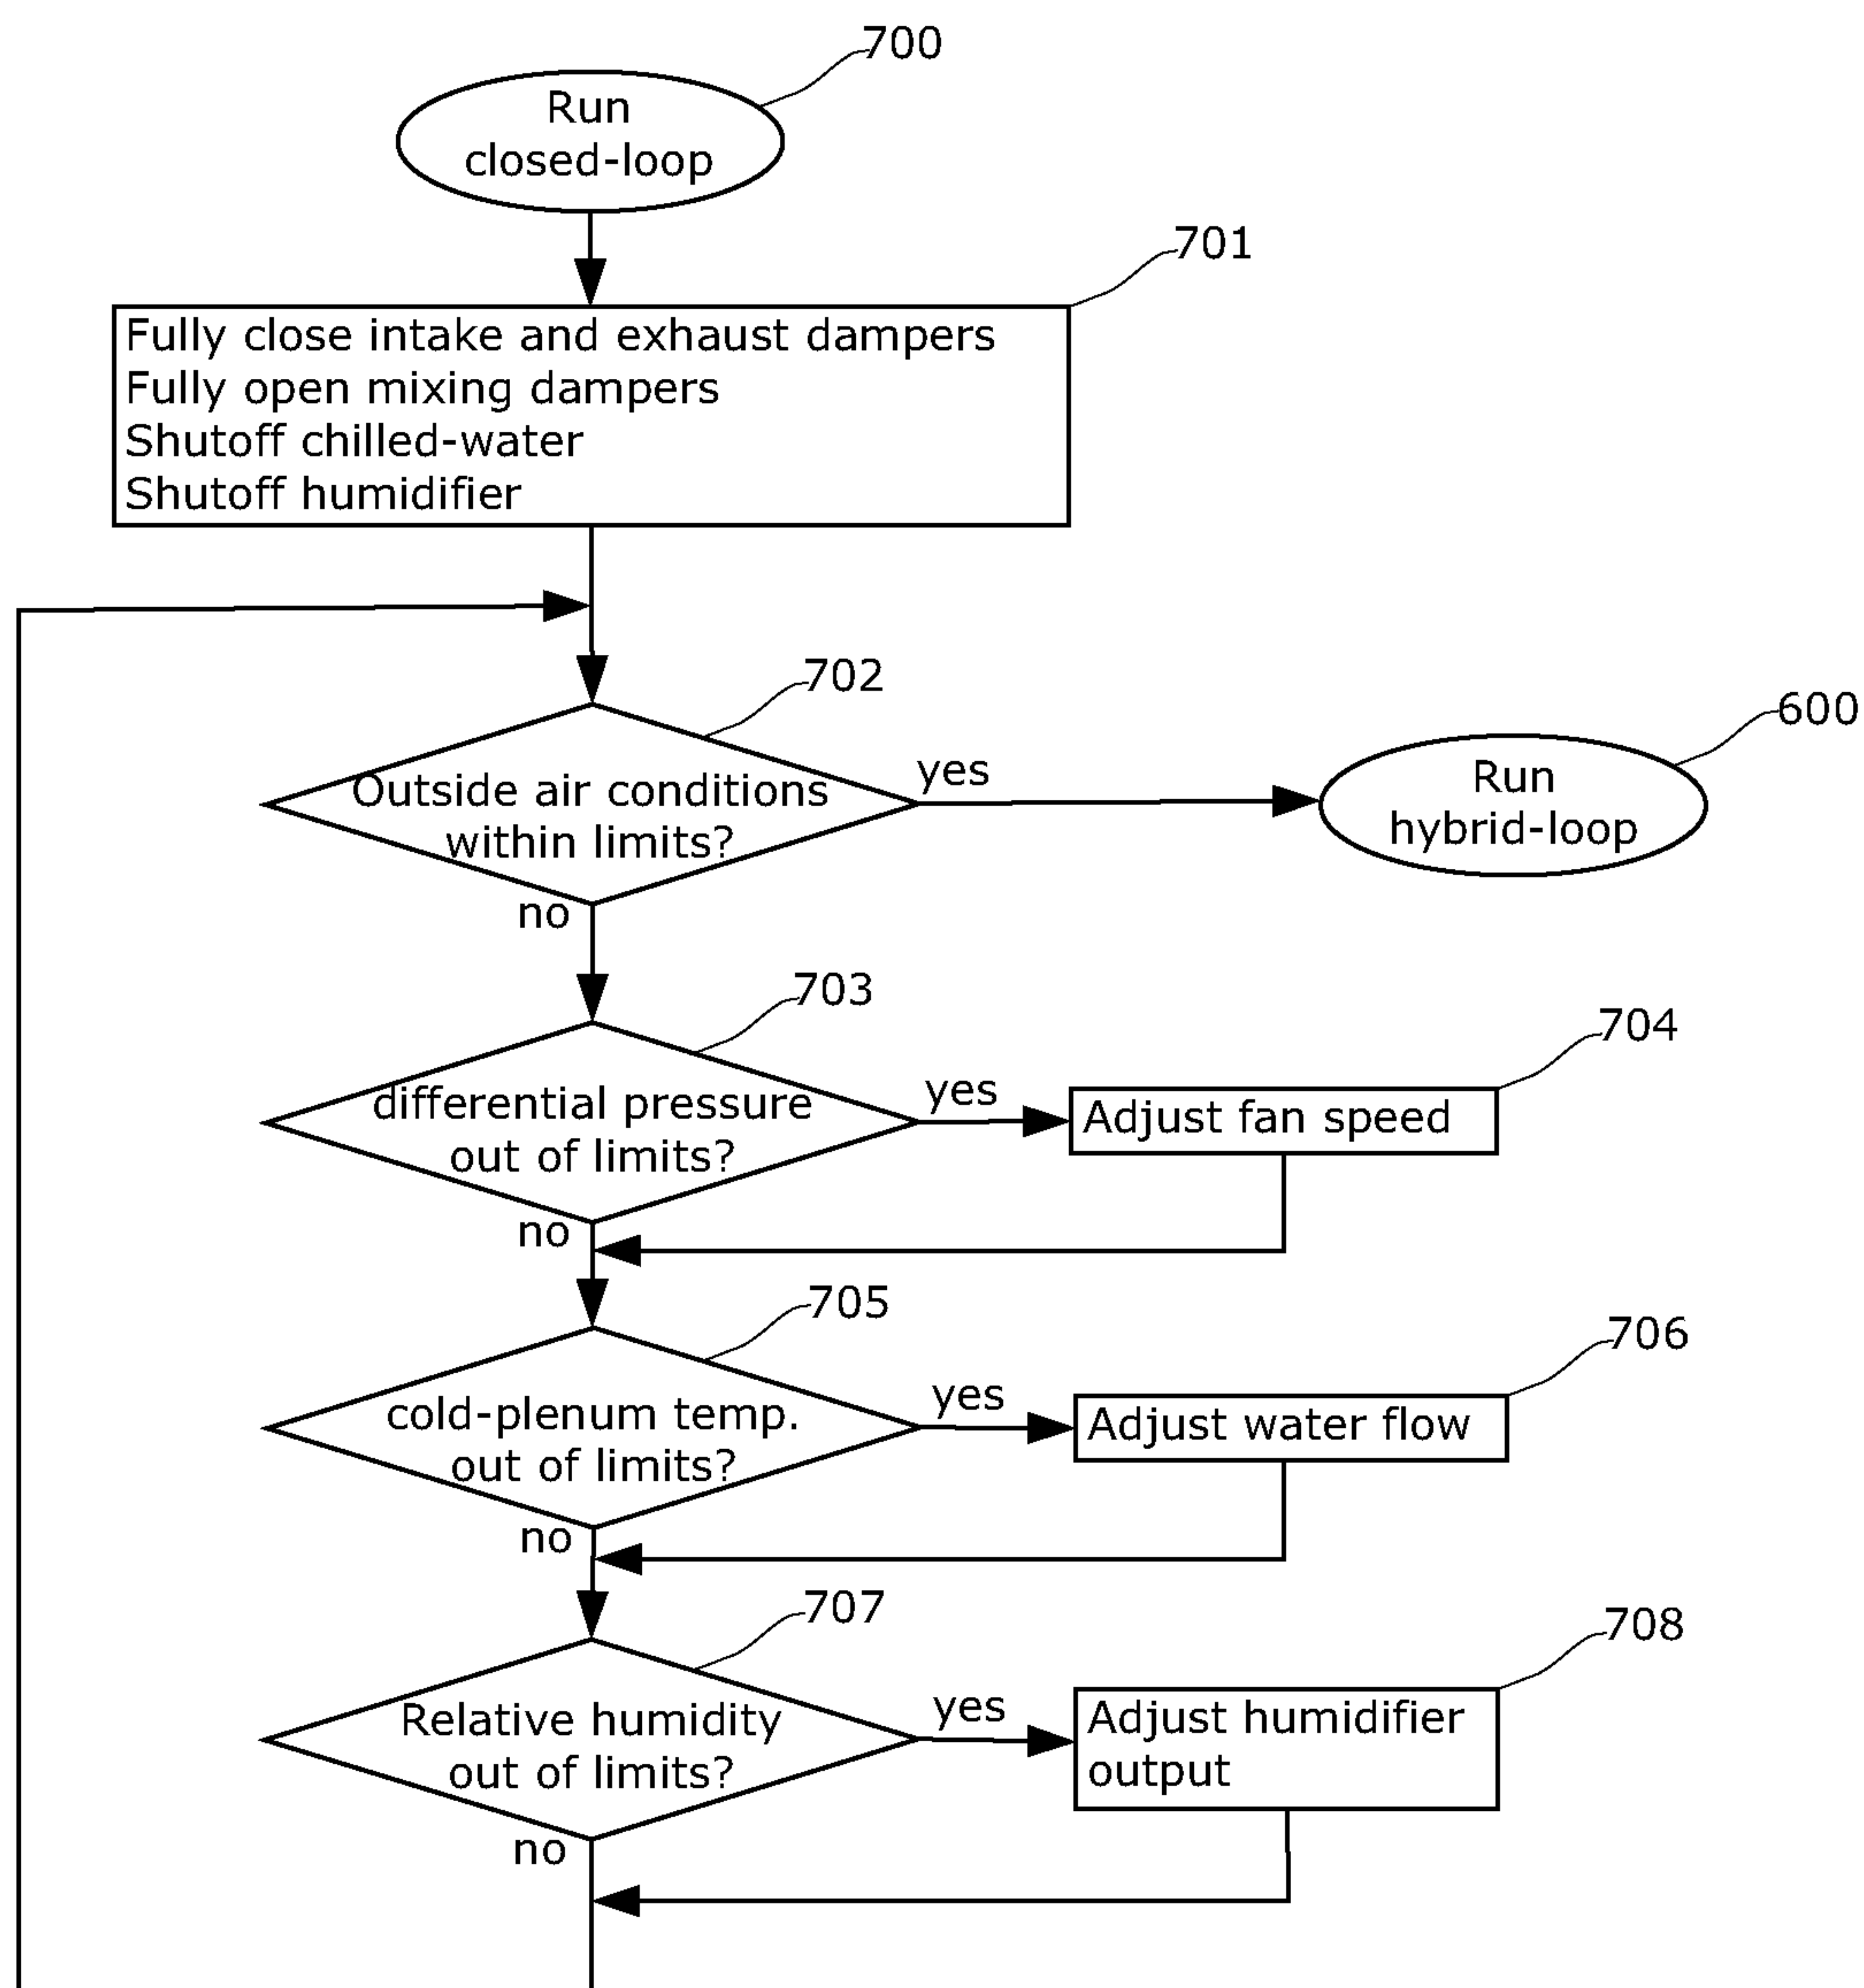 700
Run
closed-loop
701
Fully close intake and exhaust dampers
Fully open mixing dampers
Shutoff chilled-water
Shutoff humidifier
702
Outside air conditions
within limits?
yes
no
600
Run
hybrid-loop
703
differential pressure
out of limits?
yes
no
704
Adjust fan speed
705
cold-plenum temp.
out of limits?
yes
no
706
Adjust water flow
707
Relative humidity
out of limits?
yes
no
708
Adjust humidifier
output